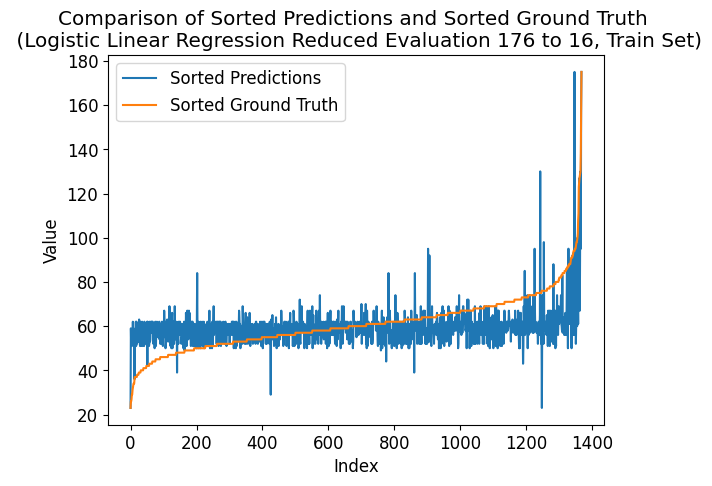 Comparison of Sorted Predictions and Sorted Ground Truth
(Logistic Linear Regression Reduced Evaluation 176 to 16, Train Set)
Sorted Predictions
Sorted Ground Truth
180
160
140
120
100
80
60
40
20
Value
0 200 400 600 800 1000 1200 1400
Index